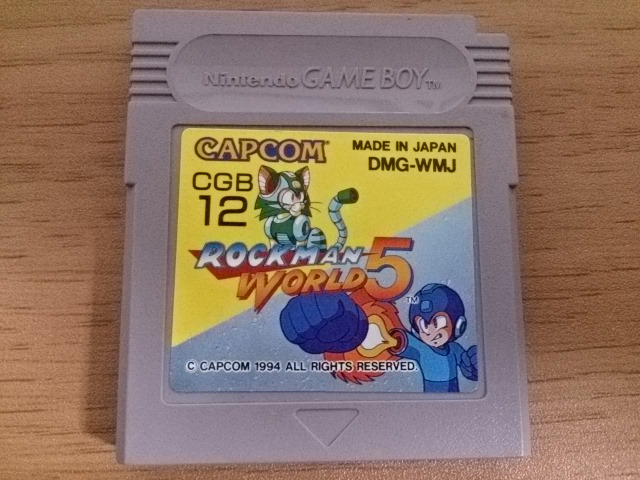 Nintendo GAME BOY TM
CAPCOM
MADE IN JAPAN
DMG-WMJ
CGB
12
ROCKMAN
WORLD 5
TM
© CAPCOM 1994 ALL RIGHTS RESERVED.